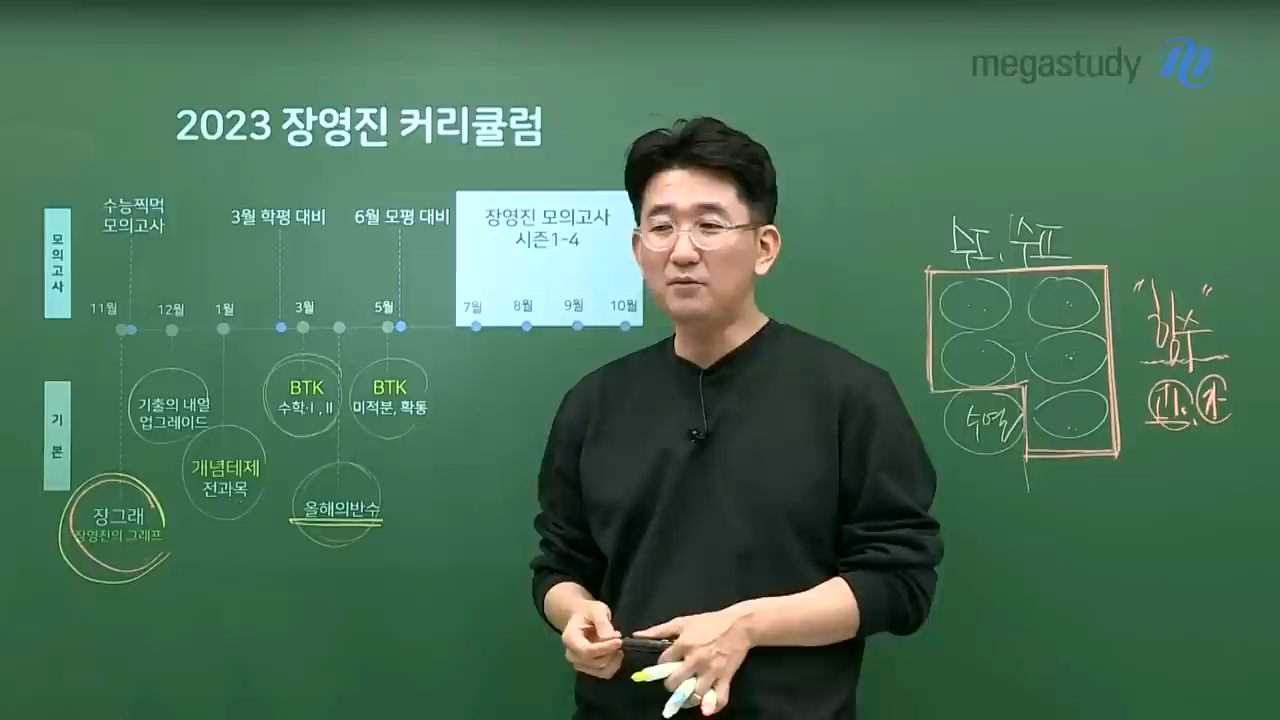 megastudy
2023 장영진 커리큘럼
모의고사
수능찍먹
모의고사
3월 학평 대비
6월 모평 대비
장영진 모의고사
시즌1-4
11월
12월
1월
3월
5월
7월
8월
9월
10월
기본
기출의 내일
업그레이드
BTK
수학 I, II
BTK
미적분, 확통
개념테제
전과목
올해의반수
장그래
장영진의 그래프
수I, 수II
수열
"함수"